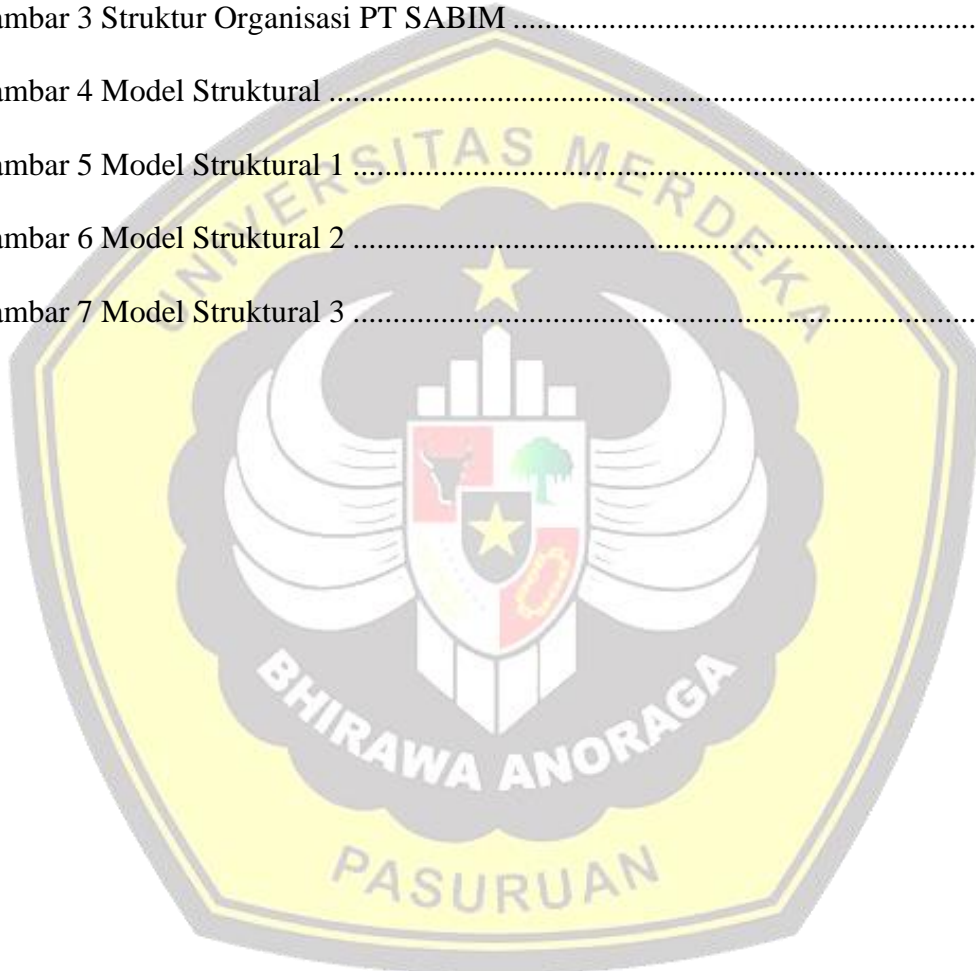 ambar 3 Struktur Organisasi PT SABIM ....................................................................
ambar 4 Model Struktural ....................................................................
ambar 5 Model Struktural 1 ....................................................................
ambar 6 Model Struktural 2 ....................................................................
ambar 7 Model Struktural 3 ....................................................................
UNIVERSITAS MERDEKA
BHIRAWA ANORAGA
PASURUAN